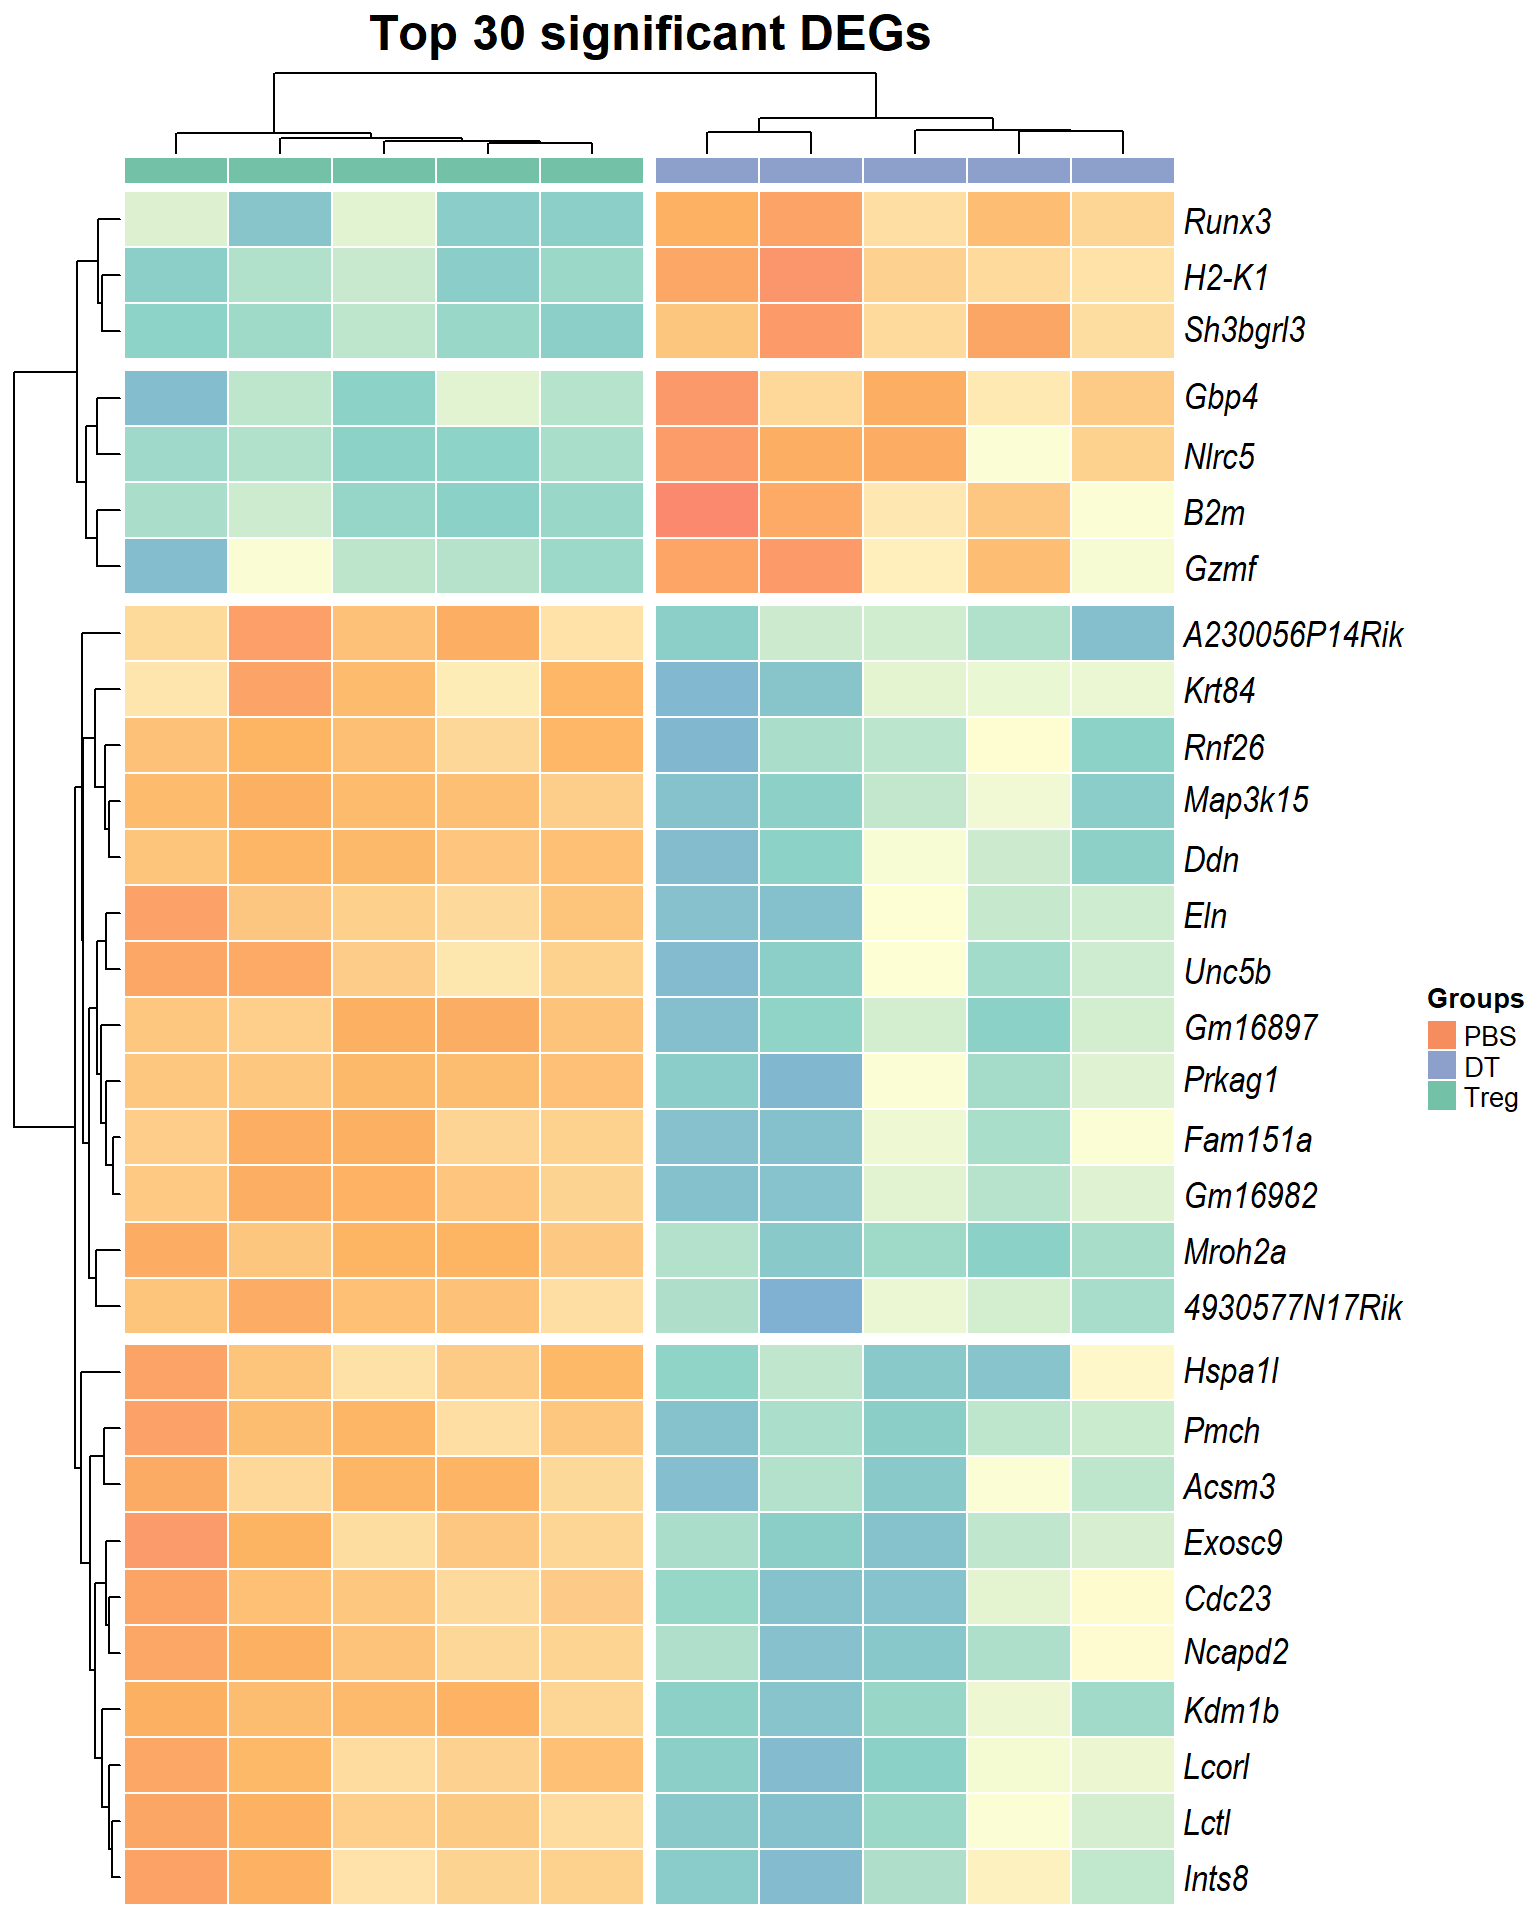 Top 30 significant DEGs
Runx3
H2-K1
Sh3bgrl3
Gbp4
Nlrc5
B2m
Gzmf
A230056P14Rik
Krt84
Rnf26
Map3k15
Ddn
Eln
Unc5b
Gm16897
Prkag1
Fam151a
Gm16982
Mroh2a
4930577N17Rik
Hspa1l
Pmch
Acsm3
Exosc9
Cdc23
Ncapd2
Kdm1b
Lcorl
Lctl
Ints8
Groups
PBS
DT
Treg